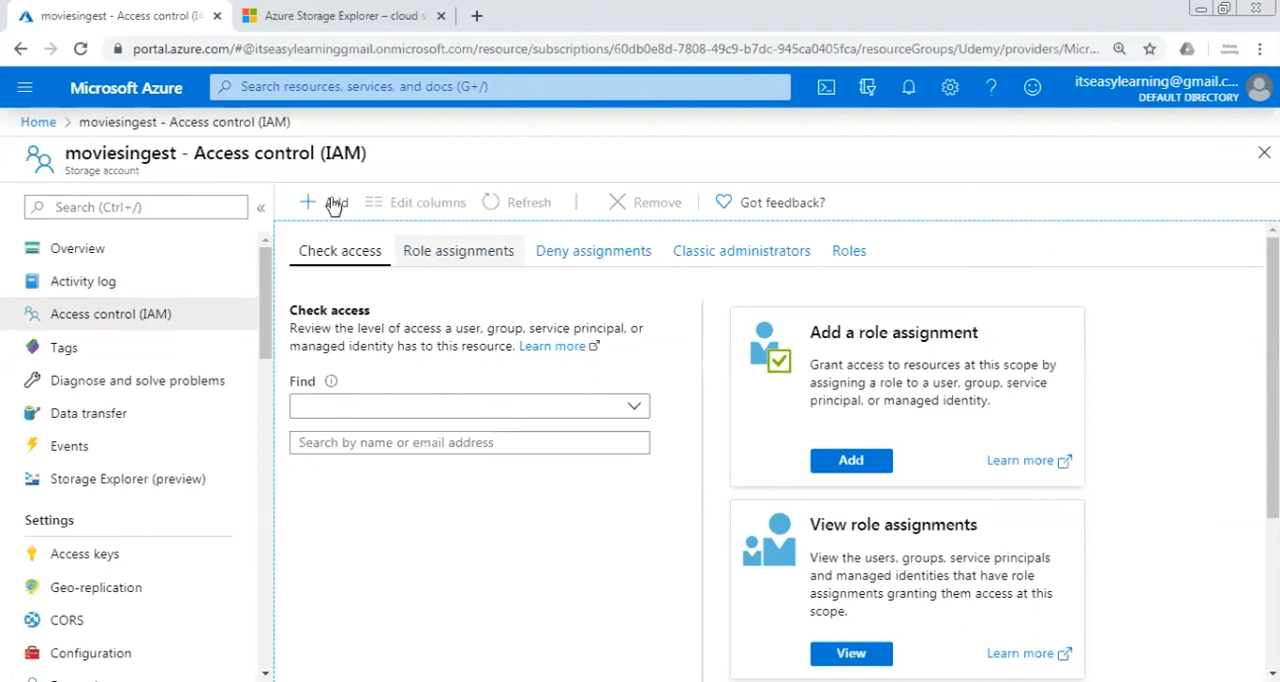 moviesingest - Access control (IA
Azure Storage Explorer – cloud s
portal.azure.com/#@itseasylearninggmail.onmicrosoft.com/resource/subscriptions/60db0e8d-7808-49c9-b7dc-945ca0405fca/resourceGroups/Udemy/providers/Micr...
Microsoft Azure
Search resources, services, and docs (G+/)
itseasylearning@gmail.c...
DEFAULT DIRECTORY
Home > moviesingest - Access control (IAM)
moviesingest - Access control (IAM)
Storage account
Search (Ctrl+/)
Add
Edit columns
Refresh
Remove
Got feedback?
Overview
Activity log
Access control (IAM)
Tags
Diagnose and solve problems
Data transfer
Events
Storage Explorer (preview)
Settings
Access keys
Geo-replication
CORS
Configuration
Check access
Role assignments
Deny assignments
Classic administrators
Roles
Check access
Review the level of access a user, group, service principal, or
managed identity has to this resource. Learn more
Find
Search by name or email address
Add a role assignment
Grant access to resources at this scope by
assigning a role to a user, group, service
principal, or managed identity.
Add
Learn more
View role assignments
View the users, groups, service principals
and managed identities that have role
assignments granting them access at this
scope.
View
Learn more